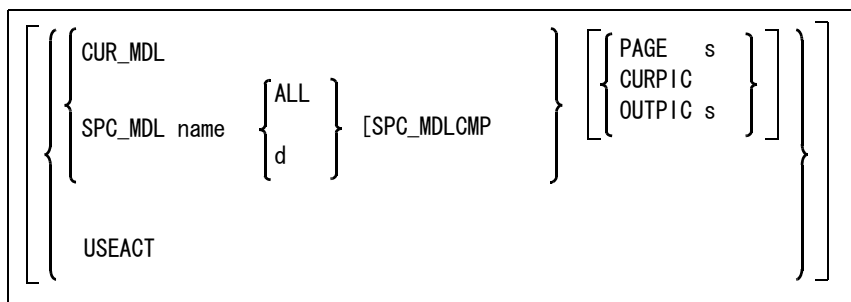 CUR_MDL
SPC_MDL name { ALL d } [SPC_MDLCMP
PAGE s
CURPIC
OUTPIC s
USEACT